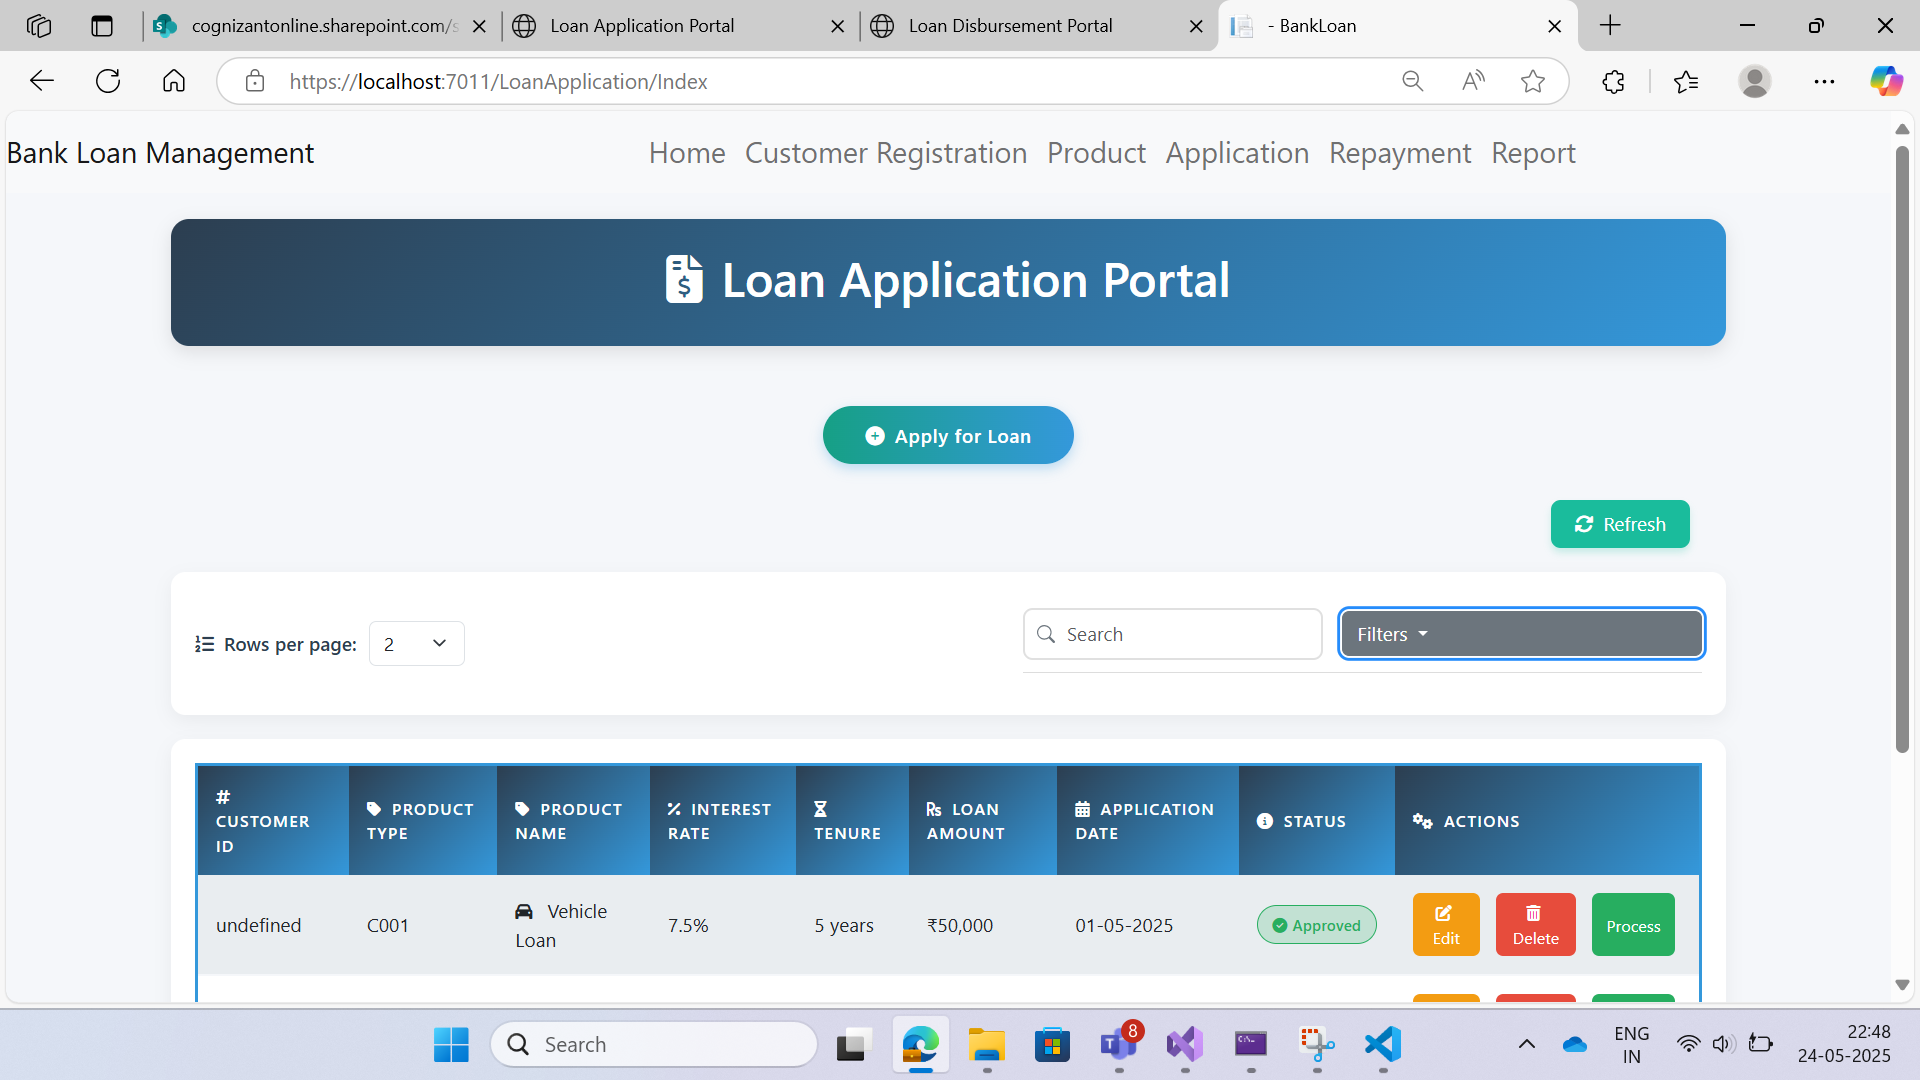 cognizantonline.sharepoint.com/s
Loan Application Portal
Loan Disbursement Portal
- BankLoan
https://localhost:7011/LoanApplication/Index
Bank Loan Management
Home Customer Registration Product Application Repayment Report
Loan Application Portal
Apply for Loan
Refresh
Rows per page: 2
Search
Filters
# CUSTOMER ID
PRODUCT TYPE
PRODUCT NAME
% INTEREST RATE
TENURE
Rs LOAN AMOUNT
APPLICATION DATE
STATUS
ACTIONS
undefined
C001
Vehicle Loan
7.5%
5 years
₹50,000
01-05-2025
Approved
Edit
Delete
Process
Search
8
ENG
IN
22:48
24-05-2025